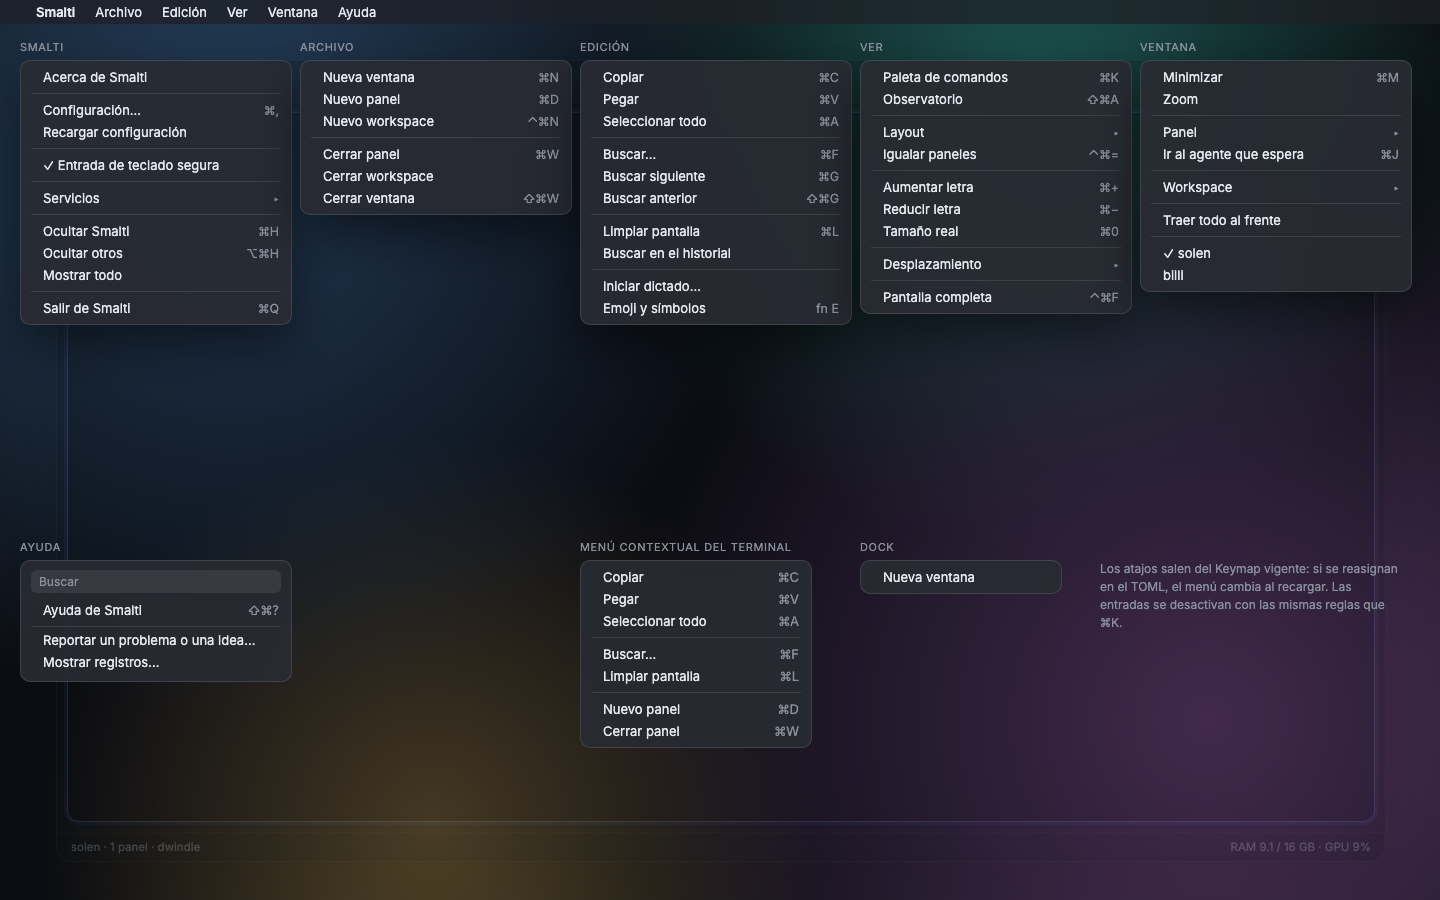 Smalti Archivo Edición Ver Ventana Ayuda
SMALTI
Acerca de Smalti
Configuración... ⌘,
Recargar configuración
✓ Entrada de teclado segura
Servicios ▸
Ocultar Smalti ⌘H
Ocultar otros ⌥⌘H
Mostrar todo
Salir de Smalti ⌘Q
ARCHIVO
Nueva ventana ⌘N
Nuevo panel ⌘D
Nuevo workspace ^⌘N
Cerrar panel ⌘W
Cerrar workspace
Cerrar ventana ⇧⌘W
EDICIÓN
Copiar ⌘C
Pegar ⌘V
Seleccionar todo ⌘A
Buscar... ⌘F
Buscar siguiente ⌘G
Buscar anterior ⇧⌘G
Limpiar pantalla ⌘L
Buscar en el historial
Iniciar dictado...
Emoji y símbolos fn E
VER
Paleta de comandos ⌘K
Observatorio ⇧⌘A
Layout ▸
Igualar paneles ^⌘=
Aumentar letra ⌘+
Reducir letra ⌘−
Tamaño real ⌘0
Desplazamiento ▸
Pantalla completa ^⌘F
VENTANA
Minimizar ⌘M
Zoom
Panel ▸
Ir al agente que espera ⌘J
Workspace ▸
Traer todo al frente
✓ solen
billi
AYUDA
Buscar
Ayuda de Smalti ⇧⌘?
Reportar un problema o una idea...
Mostrar registros...
MENÚ CONTEXTUAL DEL TERMINAL
Copiar ⌘C
Pegar ⌘V
Seleccionar todo ⌘A
Buscar... ⌘F
Limpiar pantalla ⌘L
Nuevo panel ⌘D
Cerrar panel ⌘W
DOCK
Nueva ventana
Los atajos salen del Keymap vigente: si se reasignan
en el TOML, el menú cambia al recargar. Las
entradas se desactivan con las mismas reglas que
⌘K.
solen · 1 panel · dwindle
RAM 9.1 / 16 GB · GPU 9%